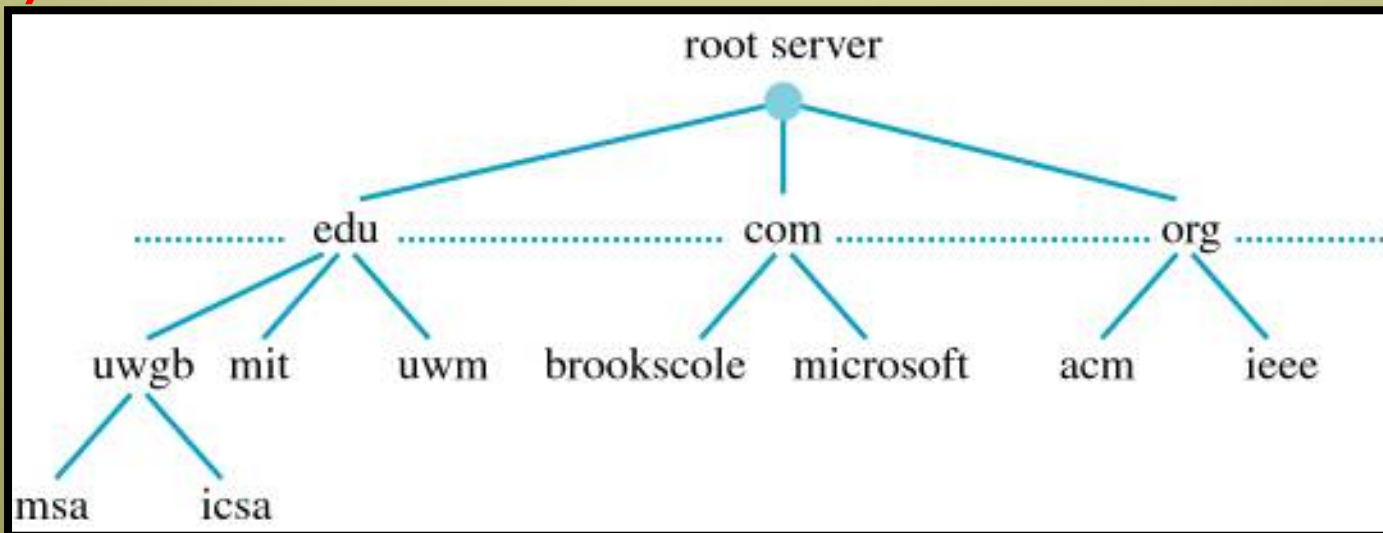 root server
edu com org
uwgb mit uwm brookscole microsoft acm ieee
msa icsa